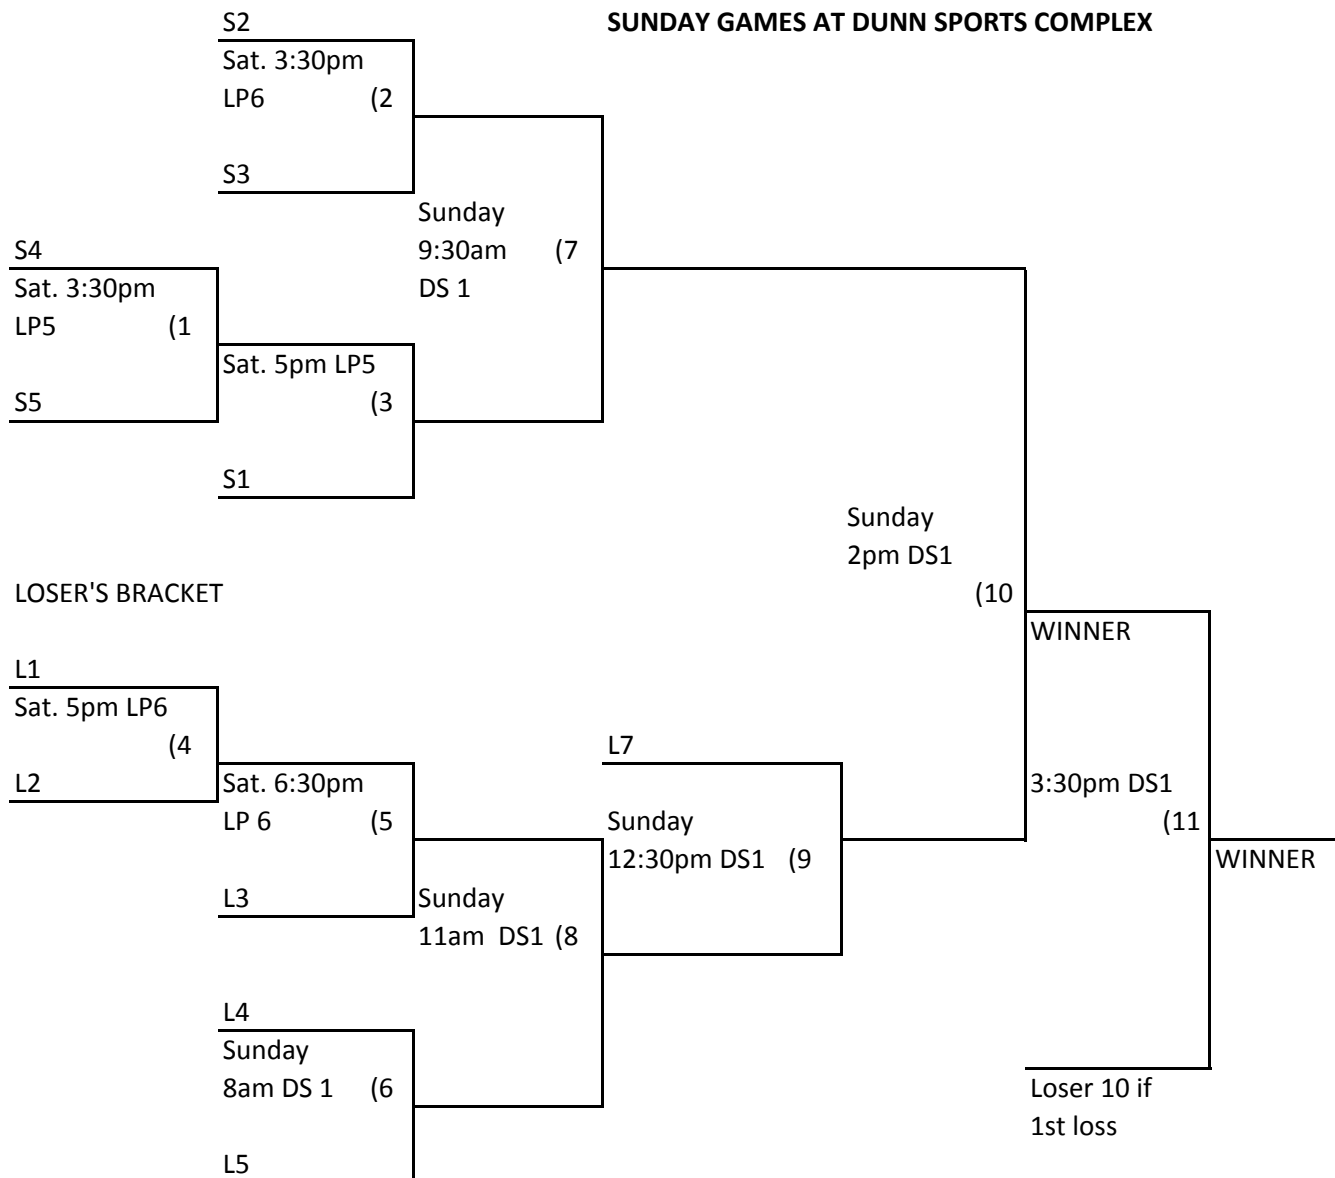 S2
SUNDAY GAMES AT DUNN SPORTS COMPLEX
Sat. 3:30pm
LP6 (2
S3
Sunday
9:30am (7
DS 1
S4
Sat. 3:30pm
LP5 (1
S5
Sat. 5pm LP5
(3
S1
Sunday
2pm DS1
(10
LOSER'S BRACKET
WINNER
L1
Sat. 5pm LP6
(4
L2
L7
Sat. 6:30pm
LP 6 (5
Sunday
12:30pm DS1 (9
3:30pm DS1
(11
WINNER
L3
Sunday
11am DS1 (8
L4
Sunday
8am DS 1 (6
L5
Loser 10 if
1st loss